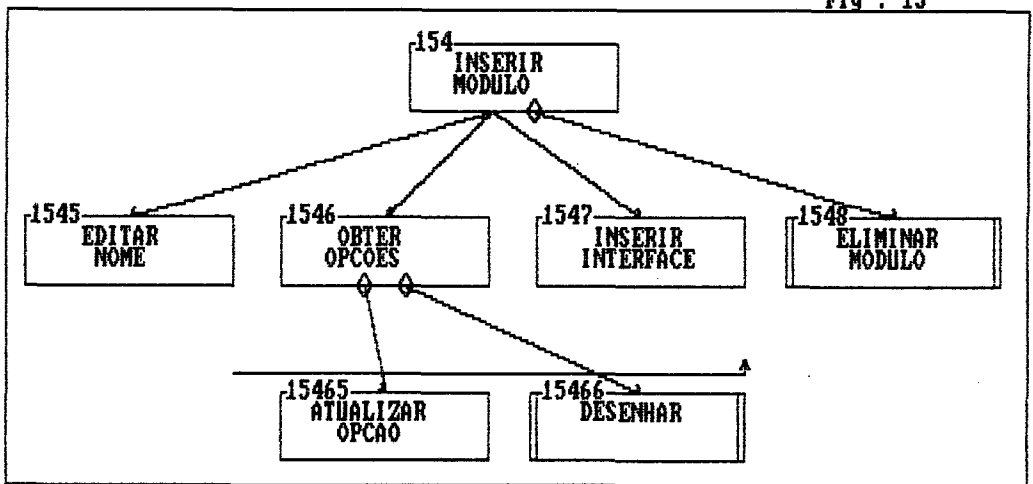 Fig . 15
154
INSERIR
MODULO
1545
EDITAR
NOME
1546
OBTER
OPCOES
1547
INSERIR
INTERFACE
1548
ELIMINAR
MODULO
15465
ATUALIZAR
OPCAO
15466
DESENHAR